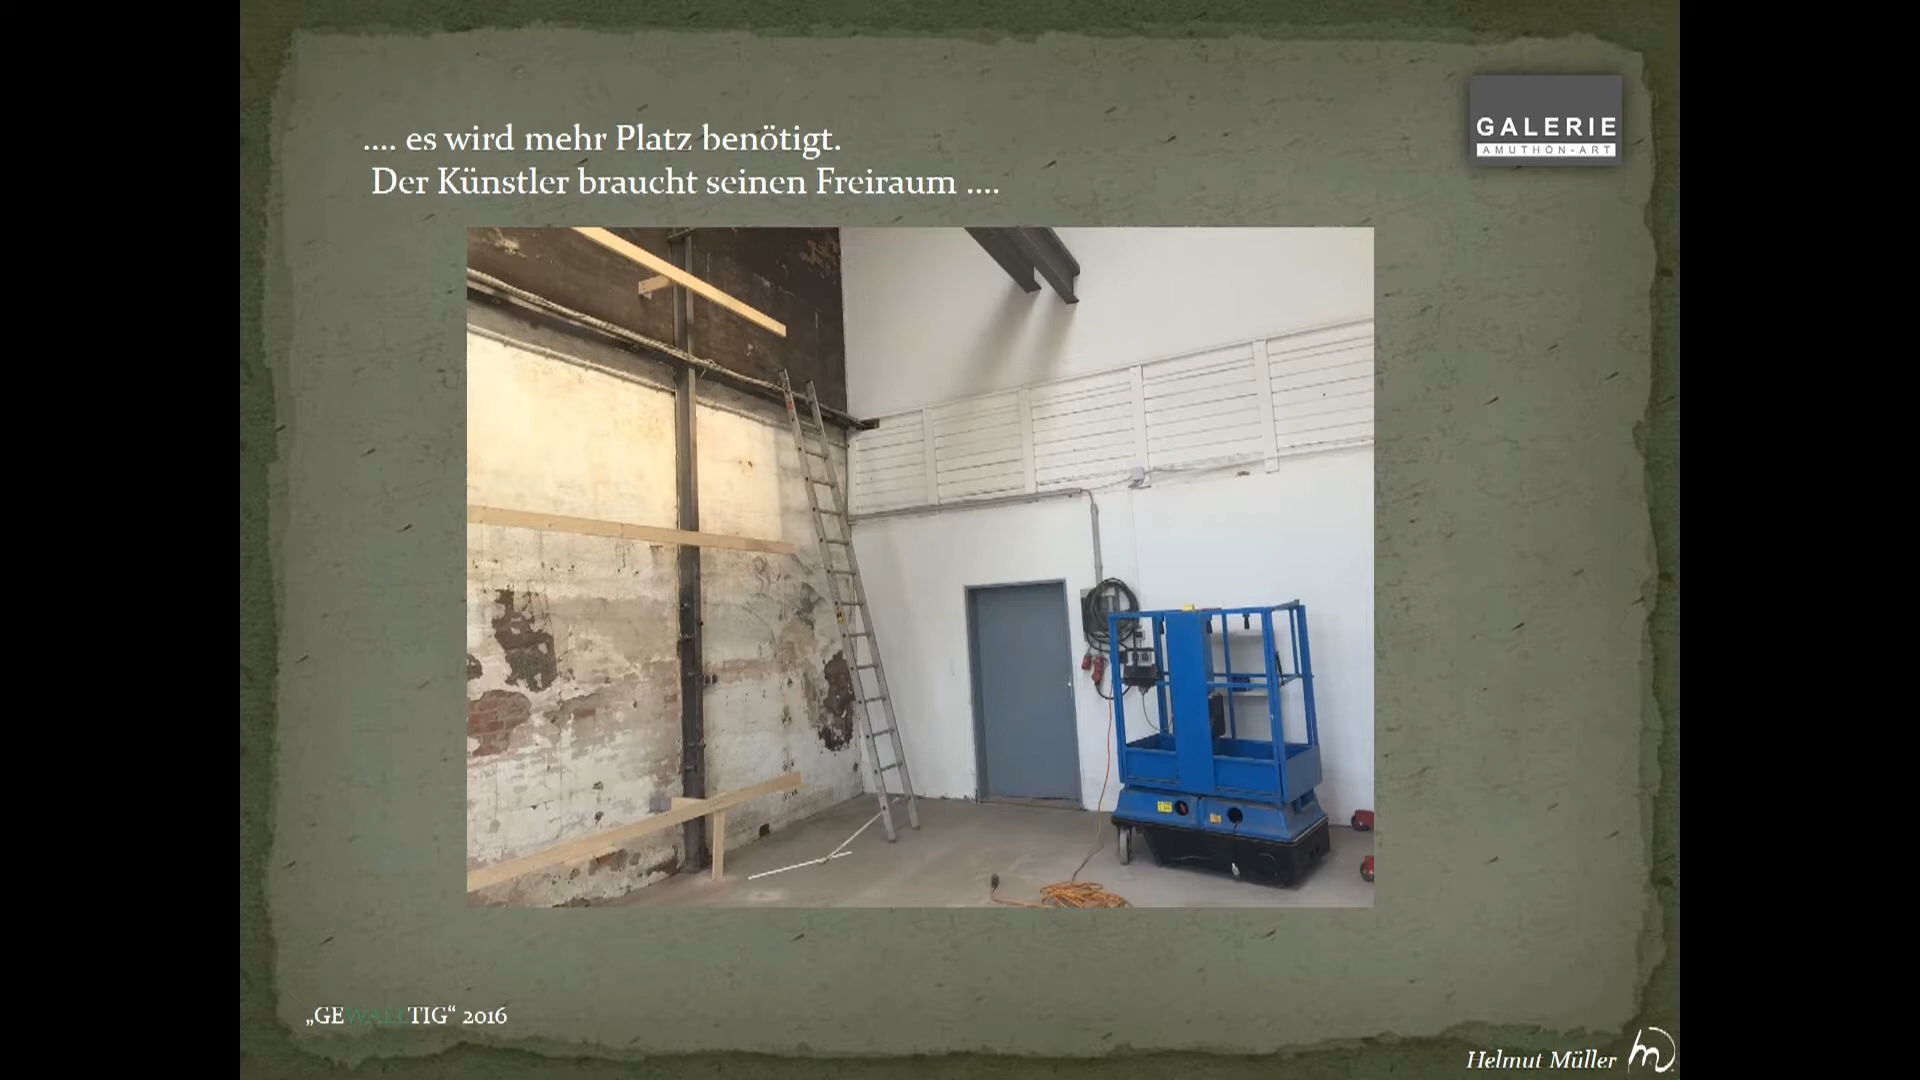 .... es wird mehr Platz benötigt.
Der Künstler braucht seinen Freiraum ....
GALERIE
AMUTHON-ART
„GEWALLTIG“ 2016
Helmut Müller